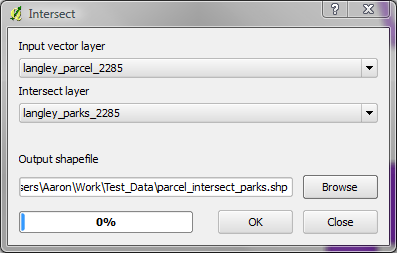 Intersect
Input vector layer
langley_parcel_2285
Intersect layer
langley_parks_2285
Output shapefile
sers\Aaron\Work\Test_Data\parcel_intersect_parks.shp
Browse
0%
OK
Close